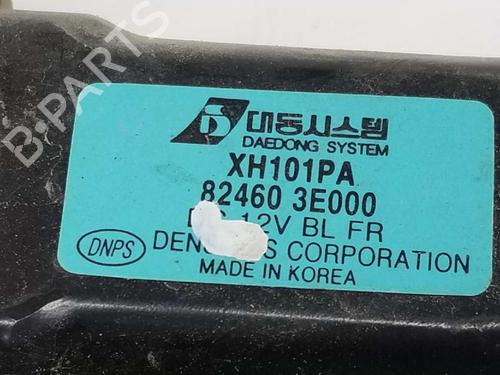 B-PARTS
D 대동시스템
DAEDONG SYSTEM
XH101PA
82460 3E000
12V BL FR
DNPS
CORPORATION
MADE IN KOREA